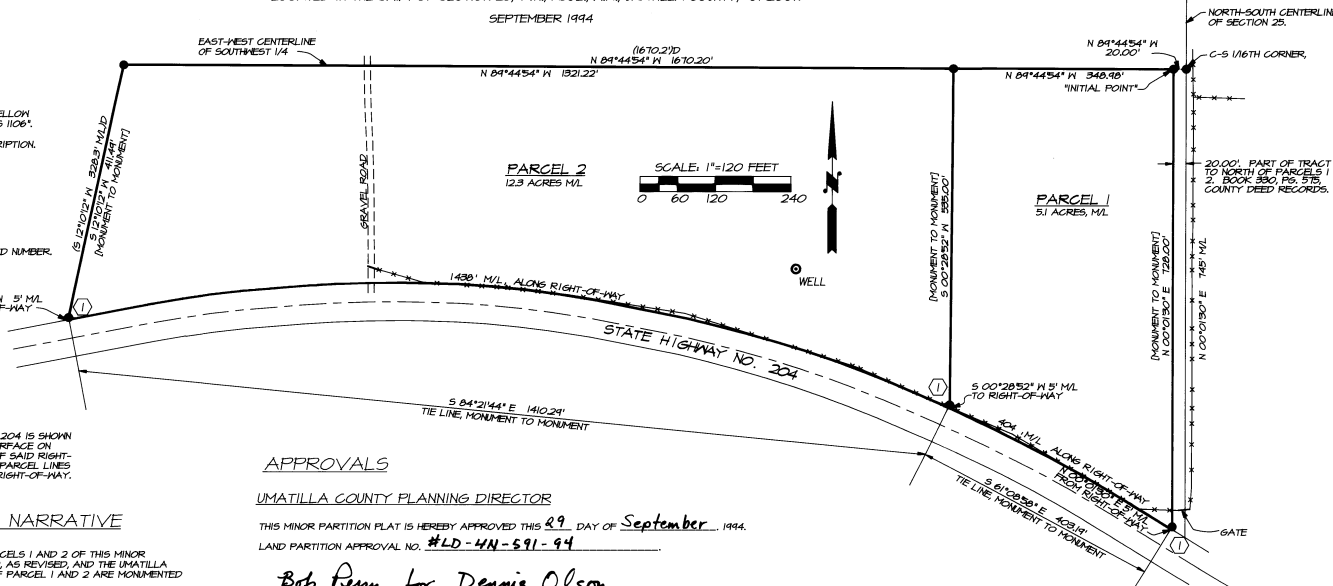 SEPTEMBER 1994
NORTH-SOUTH CENTERLINE
OF SECTION 25.
EAST-WEST CENTERLINE
OF SOUTHWEST 1/4
(1670.2')D
N 89°44'54" W 1670.20'
N 89°44'54" W 1321.22'
N 89°44'54" W
20.00'
C-S 1/16TH CORNER,
N 89°44'54" W 348.98'
"INITIAL POINT"
ELLOW
S 1106".
RIPTION.
(S 12°10'12" W 328.3' M/L)D
S 12°10'12" W 411.49'
[MONUMENT TO MONUMENT]
GRAVEL ROAD
PARCEL 2
12.3 ACRES M/L
SCALE: 1"=120 FEET
0 60 120 240
N
WELL
[MONUMENT TO MONUMENT]
S 00°28'52" W 535.00'
PARCEL 1
5.1 ACRES, M/L
20.00'. PART OF TRACT
TO NORTH OF PARCELS 1
2. BOOK 330, PG. 575,
COUNTY DEED RECORDS.
[MONUMENT TO MONUMENT]
N 00°01'30" E 728.00'
N 00°01'30" E 745' M/L
D NUMBER.
5' M/L
F-WAY
1
1438' M/L, ALONG RIGHT-OF-WAY
STATE HIGHWAY NO. 204
S 84°21'44" E 1410.29'
TIE LINE, MONUMENT TO MONUMENT
1
S 00°28'52" W 5' M/L
TO RIGHT-OF-WAY
404' M/L ALONG RIGHT-OF-WAY
N 00°01'30" E 5' M/L
FROM RIGHT-OF-WAY
S 61°08'58" E 403.19'
TIE LINE, MONUMENT TO MONUMENT
GATE
1
204 IS SHOWN
RFACE ON
F SAID RIGHT-
PARCEL LINES
RIGHT-OF-WAY.
NARRATIVE
CELS 1 AND 2 OF THIS MINOR
, AS REVISED, AND THE UMATILLA
F PARCEL 1 AND 2 ARE MONUMENTED
APPROVALS
UMATILLA COUNTY PLANNING DIRECTOR
THIS MINOR PARTITION PLAT IS HEREBY APPROVED THIS 29 DAY OF September, 1994.
LAND PARTITION APPROVAL NO. #LD-4N-591-94.
Bob Perry for Dennis Olson